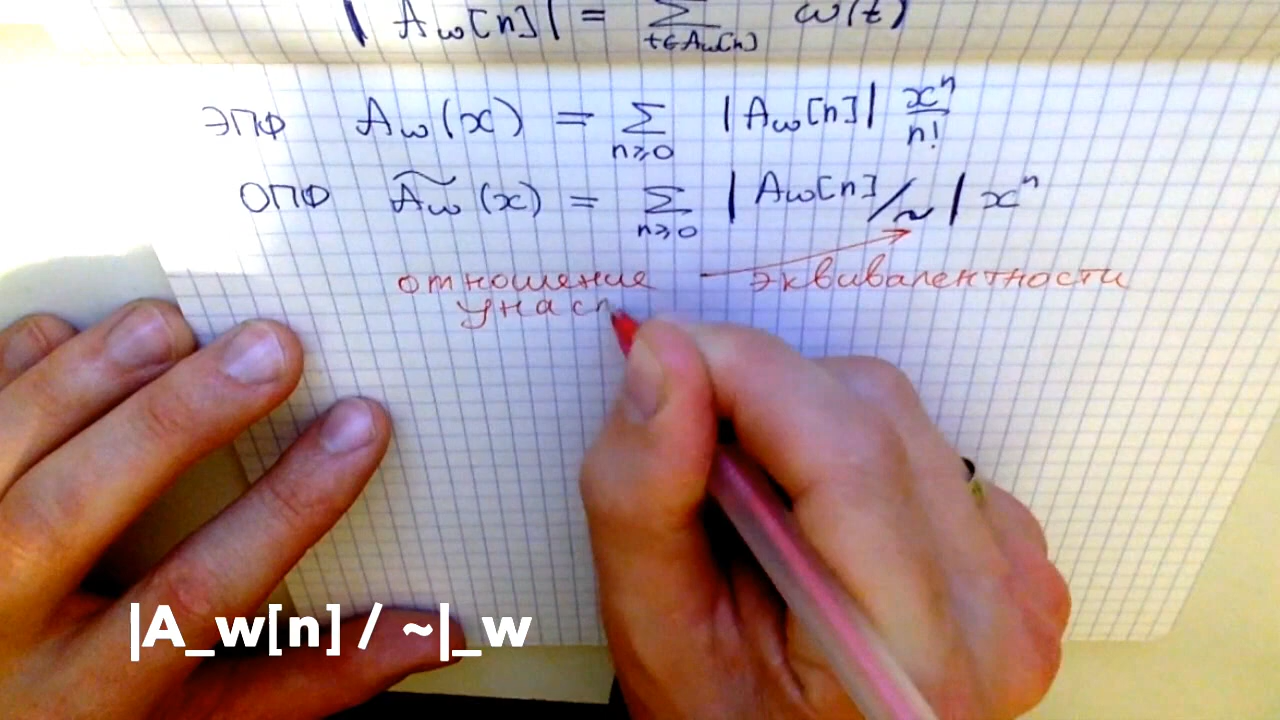 | Aω[n] | = Σ t∈Aω[n] ω(t)
ЭПФ Aω(x) = Σ n≥0 |Aω[n]| xⁿ/n!
ОПФ Ãω(x) = Σ n≥0 |Aω[n]/~| xⁿ
отношение эквивалентности
у нас
|A_w[n] / ~|_w